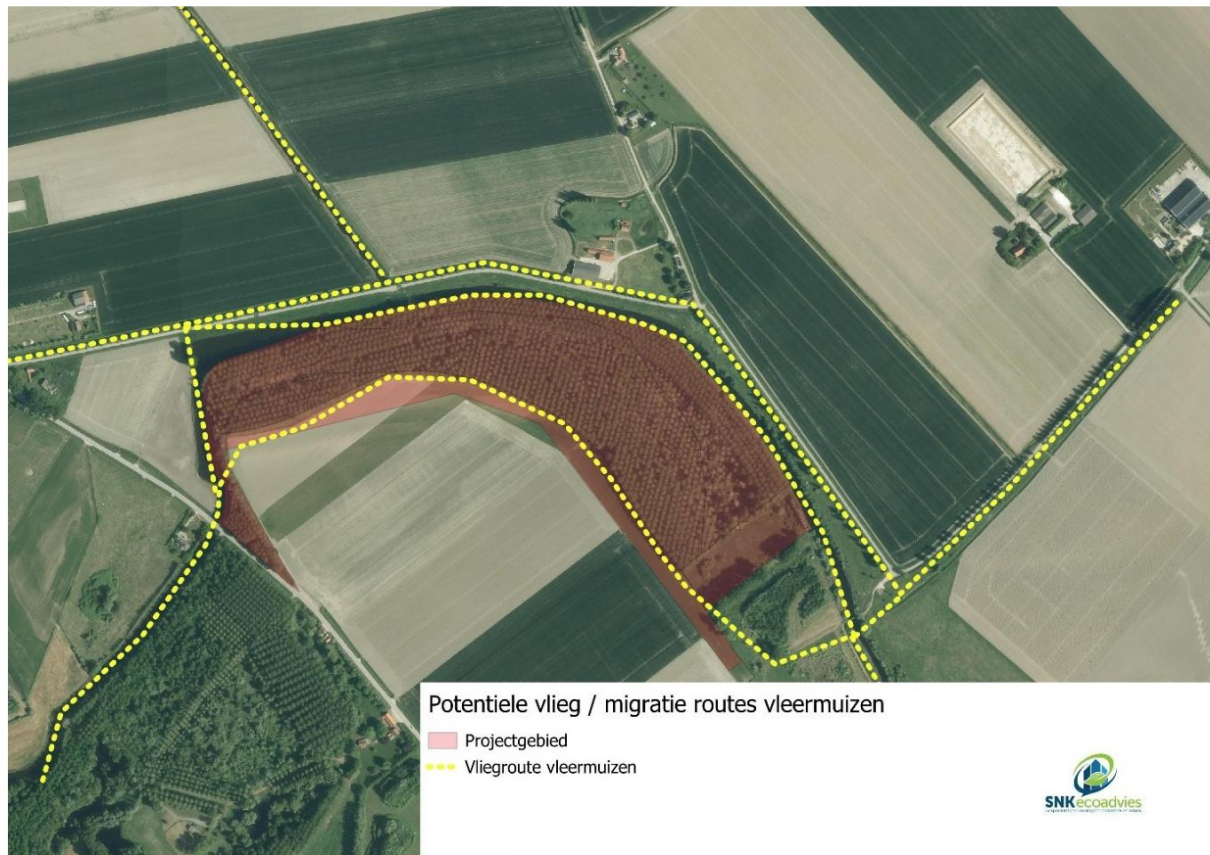 Potentiele vlieg / migratie routes vleermuizen
Projectgebied
Vliegroute vleermuizen
SNKecoadvies